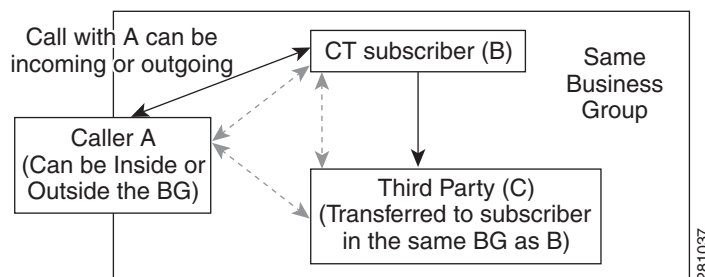 Call with A can be
incoming or outgoing
CT subscriber (B)
Same
Business
Group
Caller A
(Can be Inside or
Outside the BG)
Third Party (C)
(Transferred to subscriber
in the same BG as B)
281037